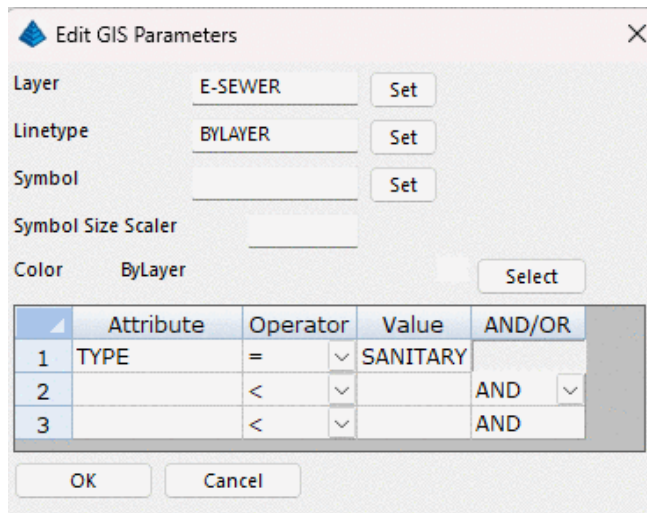 Edit GIS Parameters
Layer E-SEWER Set
Linetype BYLAYER Set
Symbol Set
Symbol Size Scaler
Color ByLayer Select
Attribute Operator Value AND/OR
1 TYPE = SANITARY
2 < AND
3 < AND
OK Cancel